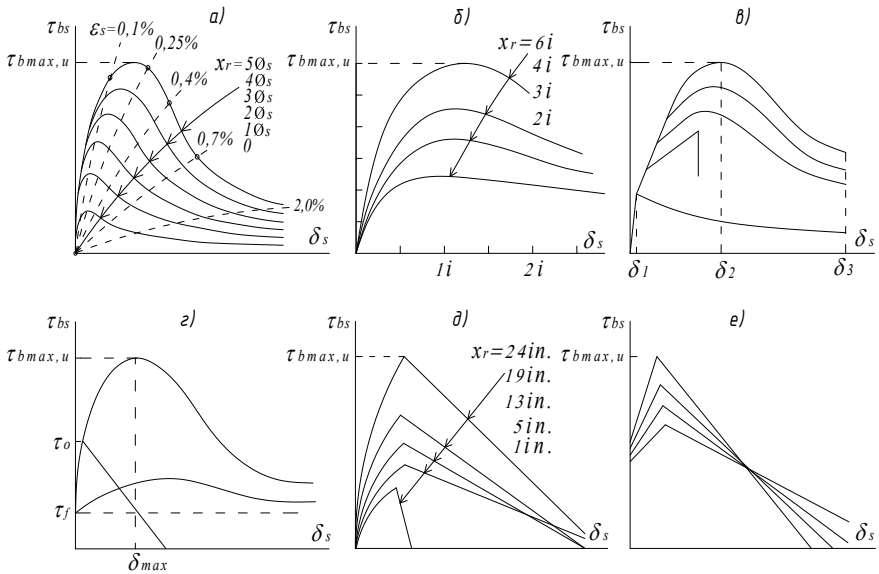 а)
τbs
εs=0,1%
0,25%
τbmax,u
0,4%
xr=5Øs
4Øs
3Øs
2Øs
1Øs
0
0,7%
2,0%
δs
б)
τbs
τbmax,u
xr=6i
4i
3i
2i
δs
1i
2i
в)
τbs
τbmax,u
δs
δ1
δ2
δ3
г)
τbs
τbmax,u
τo
τf
δs
δmax
д)
τbs
τbmax,u
xr=24in.
19in.
13in.
5in.
1in.
δs
е)
τbs
τbmax,u
δs